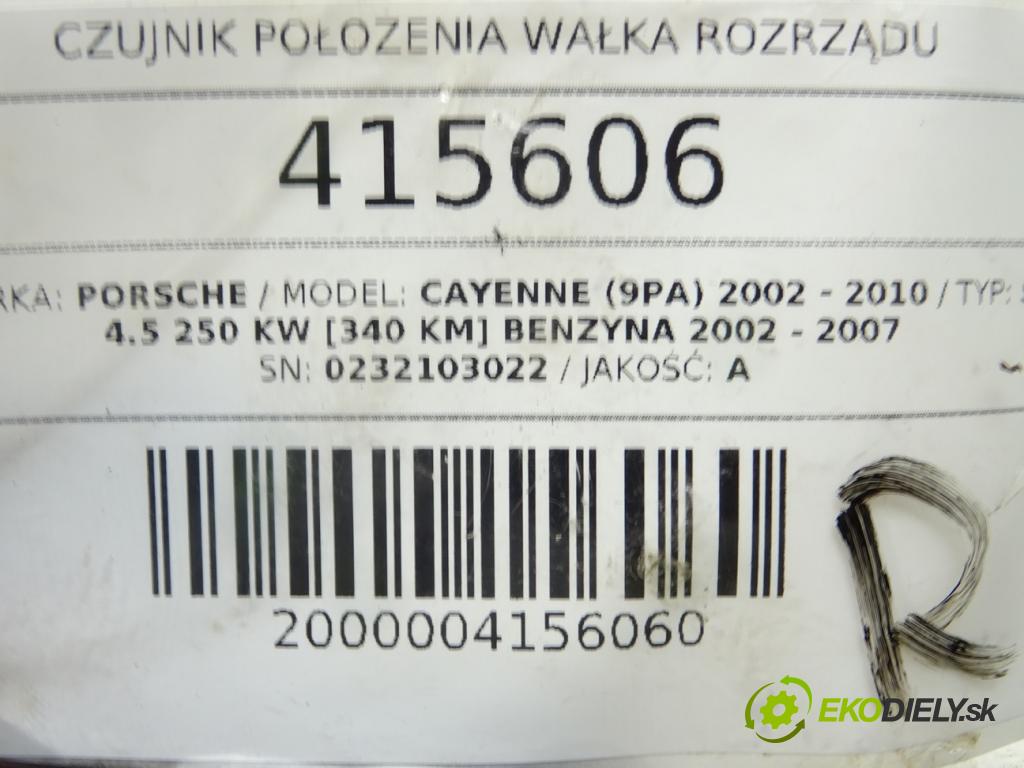 CZUJNIK POŁOZENIA WAŁKA ROZRZĄDU
415606
RKA: PORSCHE / MODEL: CAYENNE (9PA) 2002 - 2010 / TYP:
4.5 250 KW [340 KM] BENZYNA 2002 - 2007
SN: 0232103022 / JAKOŚĆ: A
2000004156060
R
EKODIELY.sk